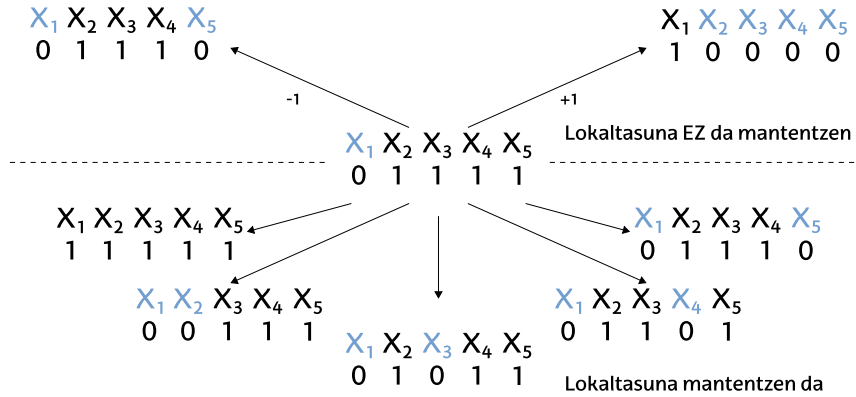 X₁ X₂ X₃ X₄ X₅
0 1 1 1 0
X₁ X₂ X₃ X₄ X₅
1 0 0 0 0
-1
+1
Lokaltasuna EZ da mantentzen
X₁ X₂ X₃ X₄ X₅
0 1 1 1 1
X₁ X₂ X₃ X₄ X₅
1 1 1 1 1
X₁ X₂ X₃ X₄ X₅
0 1 1 1 0
X₁ X₂ X₃ X₄ X₅
0 0 1 1 1
X₁ X₂ X₃ X₄ X₅
0 1 1 0 1
X₁ X₂ X₃ X₄ X₅
0 1 0 1 1
Lokaltasuna mantentzen da